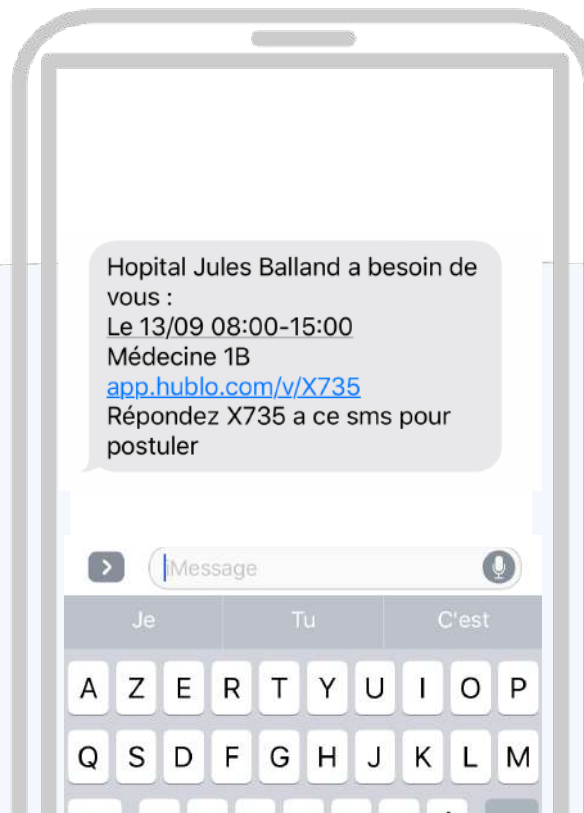 Hopital Jules Balland a besoin de
vous :
Le 13/09 08:00-15:00
Médecine 1B
app.hublo.com/v/X735
Répondez X735 a ce sms pour
postuler
iMessage
Je Tu C'est
A Z E R T Y U I O P
Q S D F G H J K L M